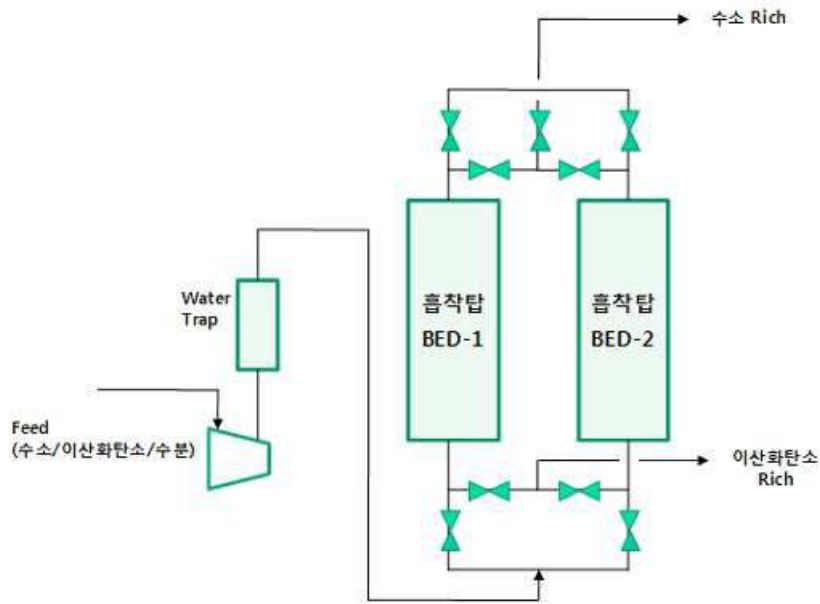 수소 Rich
Water
Trap
흡착탑
BED-1
흡착탑
BED-2
Feed
(수소/이산화탄소/수분)
이산화탄소
Rich